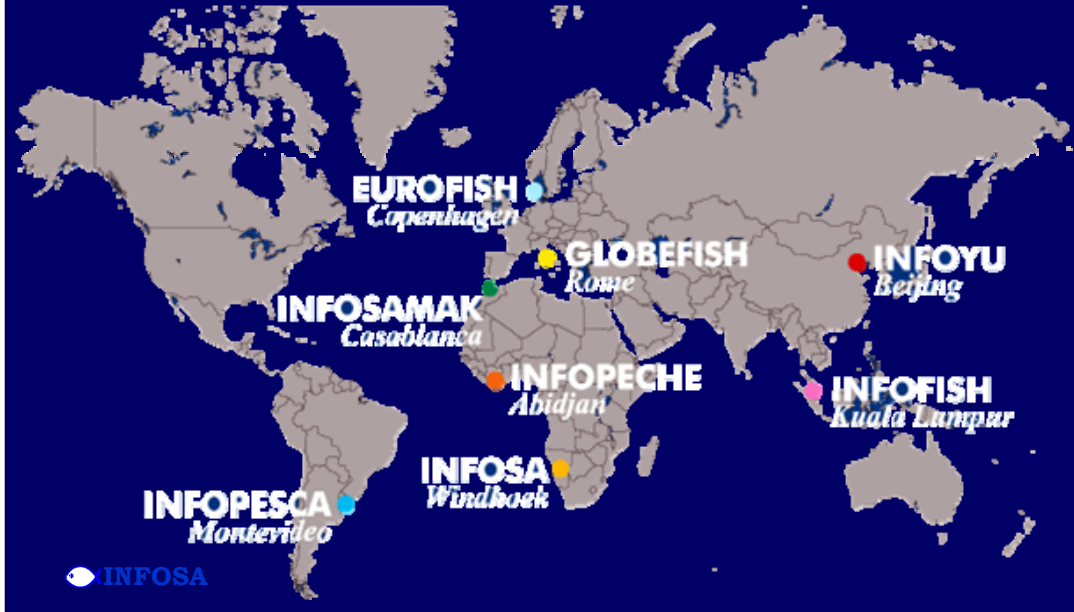 EUROFISH
Copenhagen
GLOBEFISH
Rome
INFOYU
Beijing
INFOSAMAK
Casablanca
INFOPECHE
Abidjan
INFOFISH
Kuala Lumpur
INFOSA
Windhoek
INFOPESCA
Montevideo
INFOSA